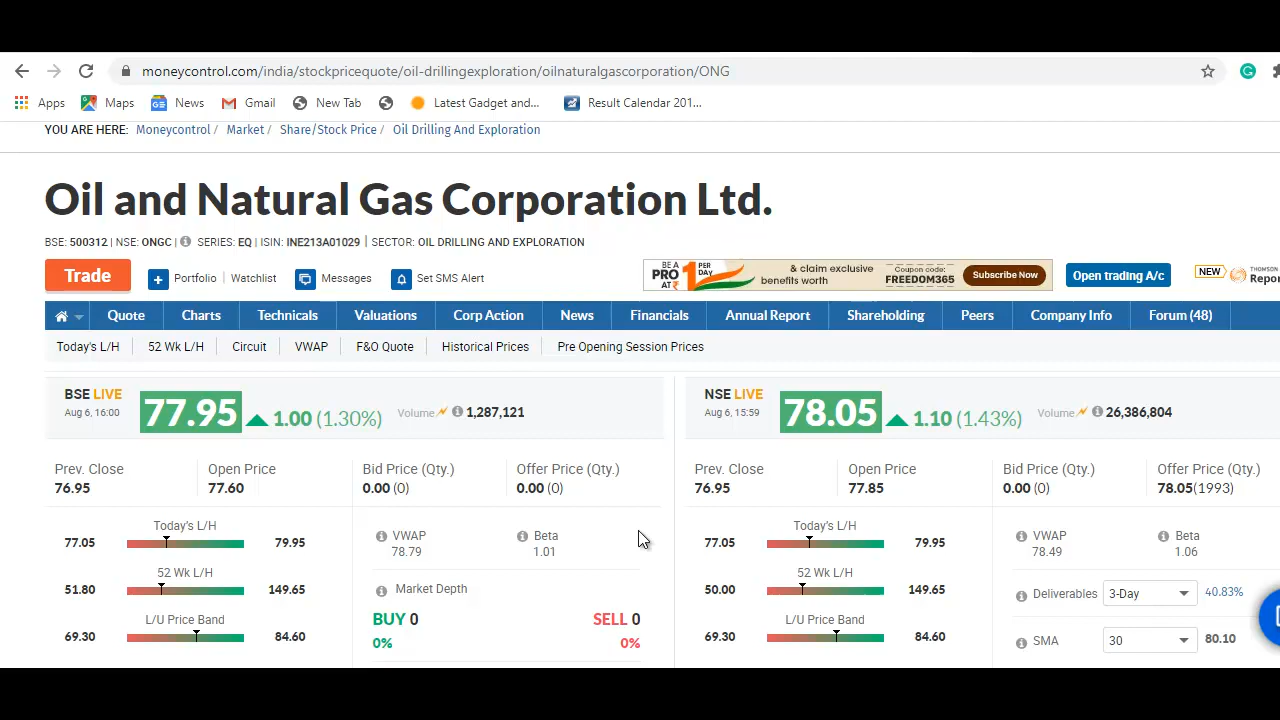 moneycontrol.com/india/stockpricequote/oil-drillingexploration/oilnaturalgascorporation/ONG
Apps Maps News Gmail New Tab Latest Gadget and... Result Calendar 201...
YOU ARE HERE: Moneycontrol / Market / Share/Stock Price / Oil Drilling And Exploration
Oil and Natural Gas Corporation Ltd.
BSE: 500312 | NSE: ONGC | SERIES: EQ | ISIN: INE213A01029 | SECTOR: OIL DRILLING AND EXPLORATION
Trade + Portfolio | Watchlist Messages Set SMS Alert
BE A PRO AT ₹1 PER DAY
& claim exclusive benefits worth
Coupon code: FREEDOM365
Subscribe Now
Open trading A/c
NEW THOMSON
Repor
Quote Charts Technicals Valuations Corp Action News Financials Annual Report Shareholding Peers Company Info Forum (48)
Today's L/H 52 Wk L/H Circuit VWAP F&O Quote Historical Prices Pre Opening Session Prices
BSE LIVE
Aug 6, 16:00
77.95 1.00 (1.30%) Volume 1,287,121
Prev. Close Open Price Bid Price (Qty.) Offer Price (Qty.)
76.95 77.60 0.00 (0) 0.00 (0)
Today's L/H
77.05 79.95
52 Wk L/H
51.80 149.65
L/U Price Band
69.30 84.60
VWAP Beta
78.79 1.01
Market Depth
BUY 0 SELL 0
0% 0%
NSE LIVE
Aug 6, 15:59
78.05 1.10 (1.43%) Volume 26,386,804
Prev. Close Open Price Bid Price (Qty.) Offer Price (Qty.)
76.95 77.85 0.00 (0) 78.05(1993)
Today's L/H
77.05 79.95
52 Wk L/H
50.00 149.65
L/U Price Band
69.30 84.60
VWAP Beta
78.49 1.06
Deliverables 3-Day 40.83%
SMA 30 80.10